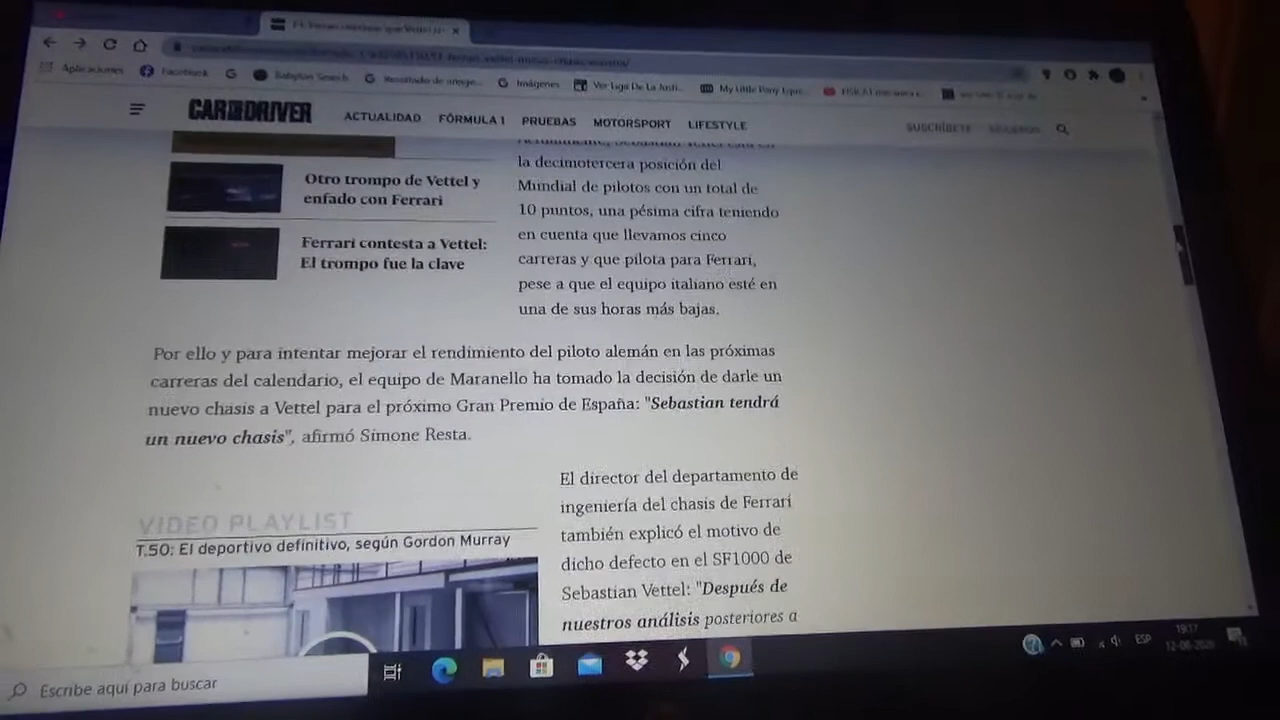 Aplicaciones
Facebook
G
Babylon Search
Imágenes
CAR AND DRIVER
ACTUALIDAD
FÓRMULA 1
PRUEBAS
MOTORSPORT
LIFESTYLE
SUSCRÍBETE
la decimotercera posición del
Mundial de pilotos con un total de
10 puntos, una pésima cifra teniendo
en cuenta que llevamos cinco
carreras y que pilota para Ferrari,
pese a que el equipo italiano esté en
una de sus horas más bajas.
Otro trompo de Vettel y
enfado con Ferrari
Ferrari contesta a Vettel:
El trompo fue la clave
Por ello y para intentar mejorar el rendimiento del piloto alemán en las próximas
carreras del calendario, el equipo de Maranello ha tomado la decisión de darle un
nuevo chasis a Vettel para el próximo Gran Premio de España: "Sebastian tendrá
un nuevo chasis", afirmó Simone Resta.
VIDEO PLAYLIST
T.50: El deportivo definitivo, según Gordon Murray
El director del departamento de
ingeniería del chasis de Ferrari
también explicó el motivo de
dicho defecto en el SF1000 de
Sebastian Vettel: "Después de
nuestros análisis posteriores a
Escribe aquí para buscar
ESP